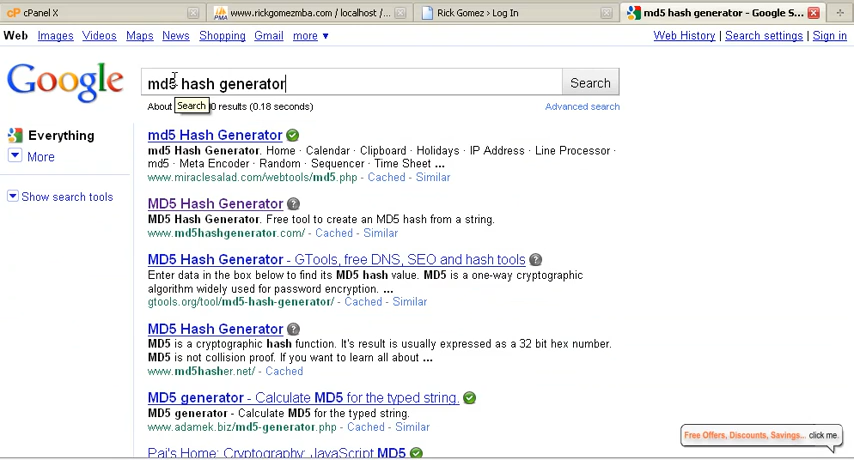 cPanel X
www.rickgomezmba.com / localhost /...
Rick Gomez › Log In
md5 hash generator - Google S...
Web Images Videos Maps News Shopping Gmail more ▼
Web History | Search settings | Sign in
Google
md5 hash generator
Search
About
Search
0 results (0.18 seconds)
Advanced search
Everything
More
Show search tools
md5 Hash Generator
md5 Hash Generator. Home · Calendar · Clipboard · Holidays · IP Address · Line Processor ·
md5 · Meta Encoder · Random · Sequencer · Time Sheet ...
www.miraclesalad.com/webtools/md5.php - Cached - Similar
MD5 Hash Generator
MD5 Hash Generator. Free tool to create an MD5 hash from a string.
www.md5hashgenerator.com/ - Cached - Similar
MD5 Hash Generator - GTools, free DNS, SEO and hash tools
Enter data in the box below to find its MD5 hash value. MD5 is a one-way cryptographic
algorithm widely used for password encryption. ...
gtools.org/tool/md5-hash-generator/ - Cached - Similar
MD5 Hash Generator
MD5 is a cryptographic hash function. It's result is usually expressed as a 32 bit hex number.
MD5 is not collision proof. If you want to learn all about ...
www.md5hasher.net/ - Cached
MD5 generator - Calculate MD5 for the typed string.
MD5 generator - Calculate MD5 for the typed string.
www.adamek.biz/md5-generator.php - Cached - Similar
Paj's Home: Cryptography: JavaScript MD5
Free Offers, Discounts, Savings... click me.